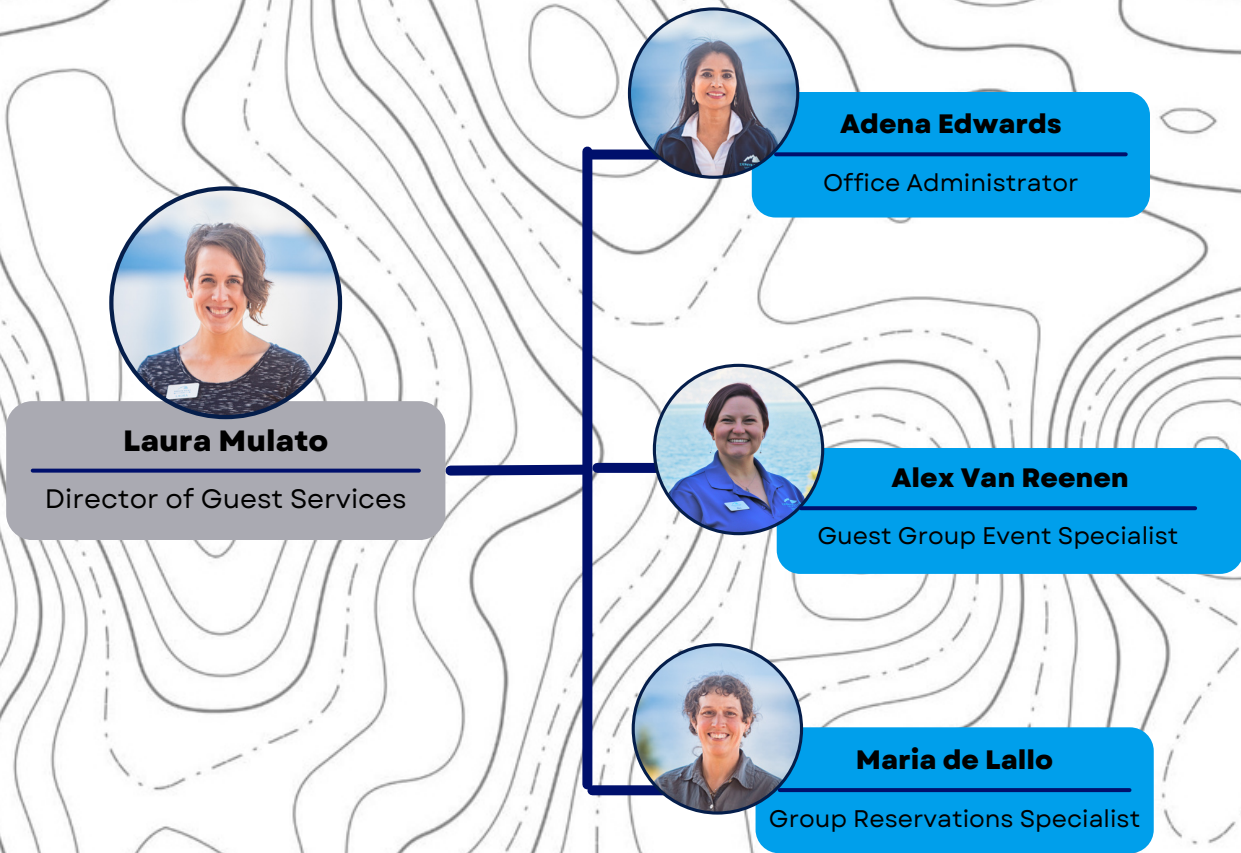 Adena Edwards
Office Administrator
Laura Mulato
Director of Guest Services
Alex Van Reenen
Guest Group Event Specialist
Maria de Lallo
Group Reservations Specialist